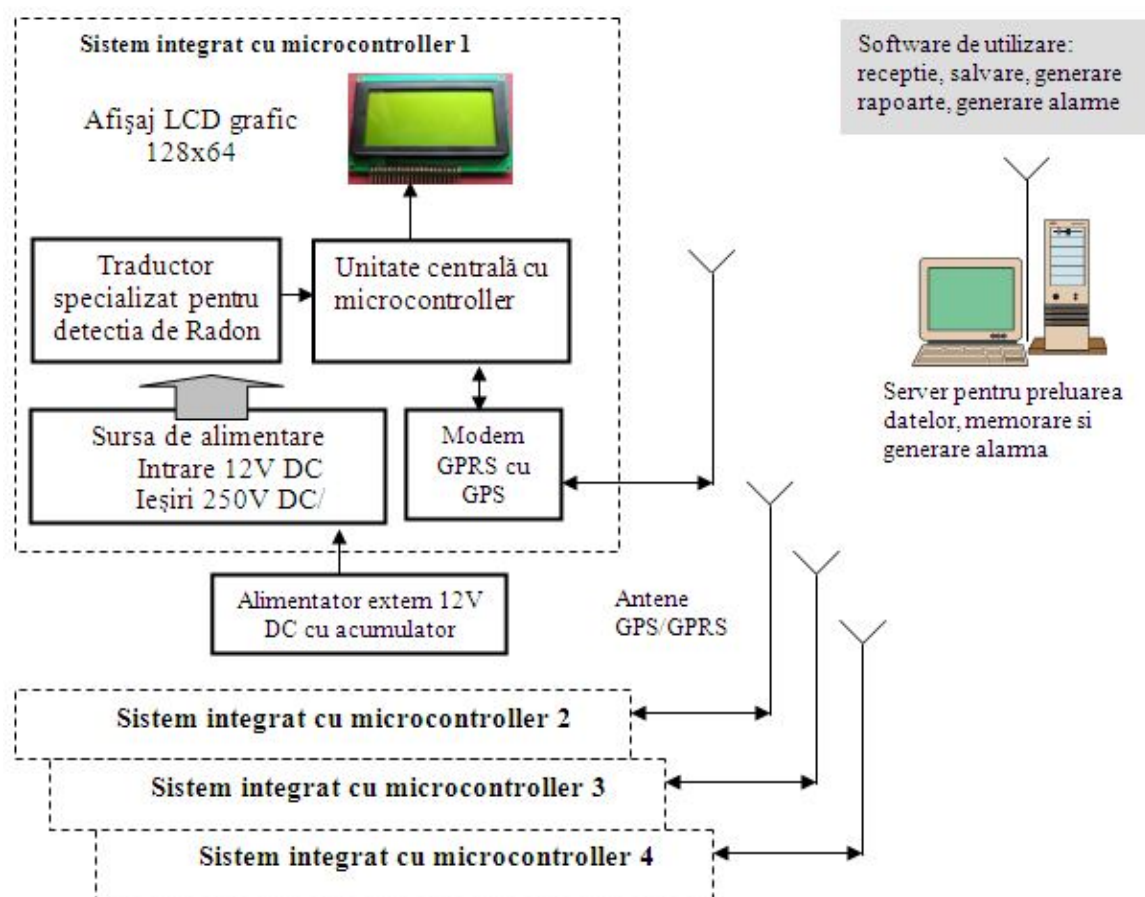 Sistem integrat cu microcontroller 1
Afişaj LCD grafic
128x64
Traductor
specializat pentru
detectia de Radon
Unitate centrală cu
microcontroller
Sursa de alimentare
Intrare 12V DC
Ieşiri 250V DC/
Modem
GPRS cu
GPS
Alimentator extern 12V
DC cu acumulator
Software de utilizare:
receptie, salvare, generare
rapoarte, generare alarme
Server pentru preluarea
datelor, memorare si
generare alarma
Antene
GPS/GPRS
Sistem integrat cu microcontroller 2
Sistem integrat cu microcontroller 3
Sistem integrat cu microcontroller 4